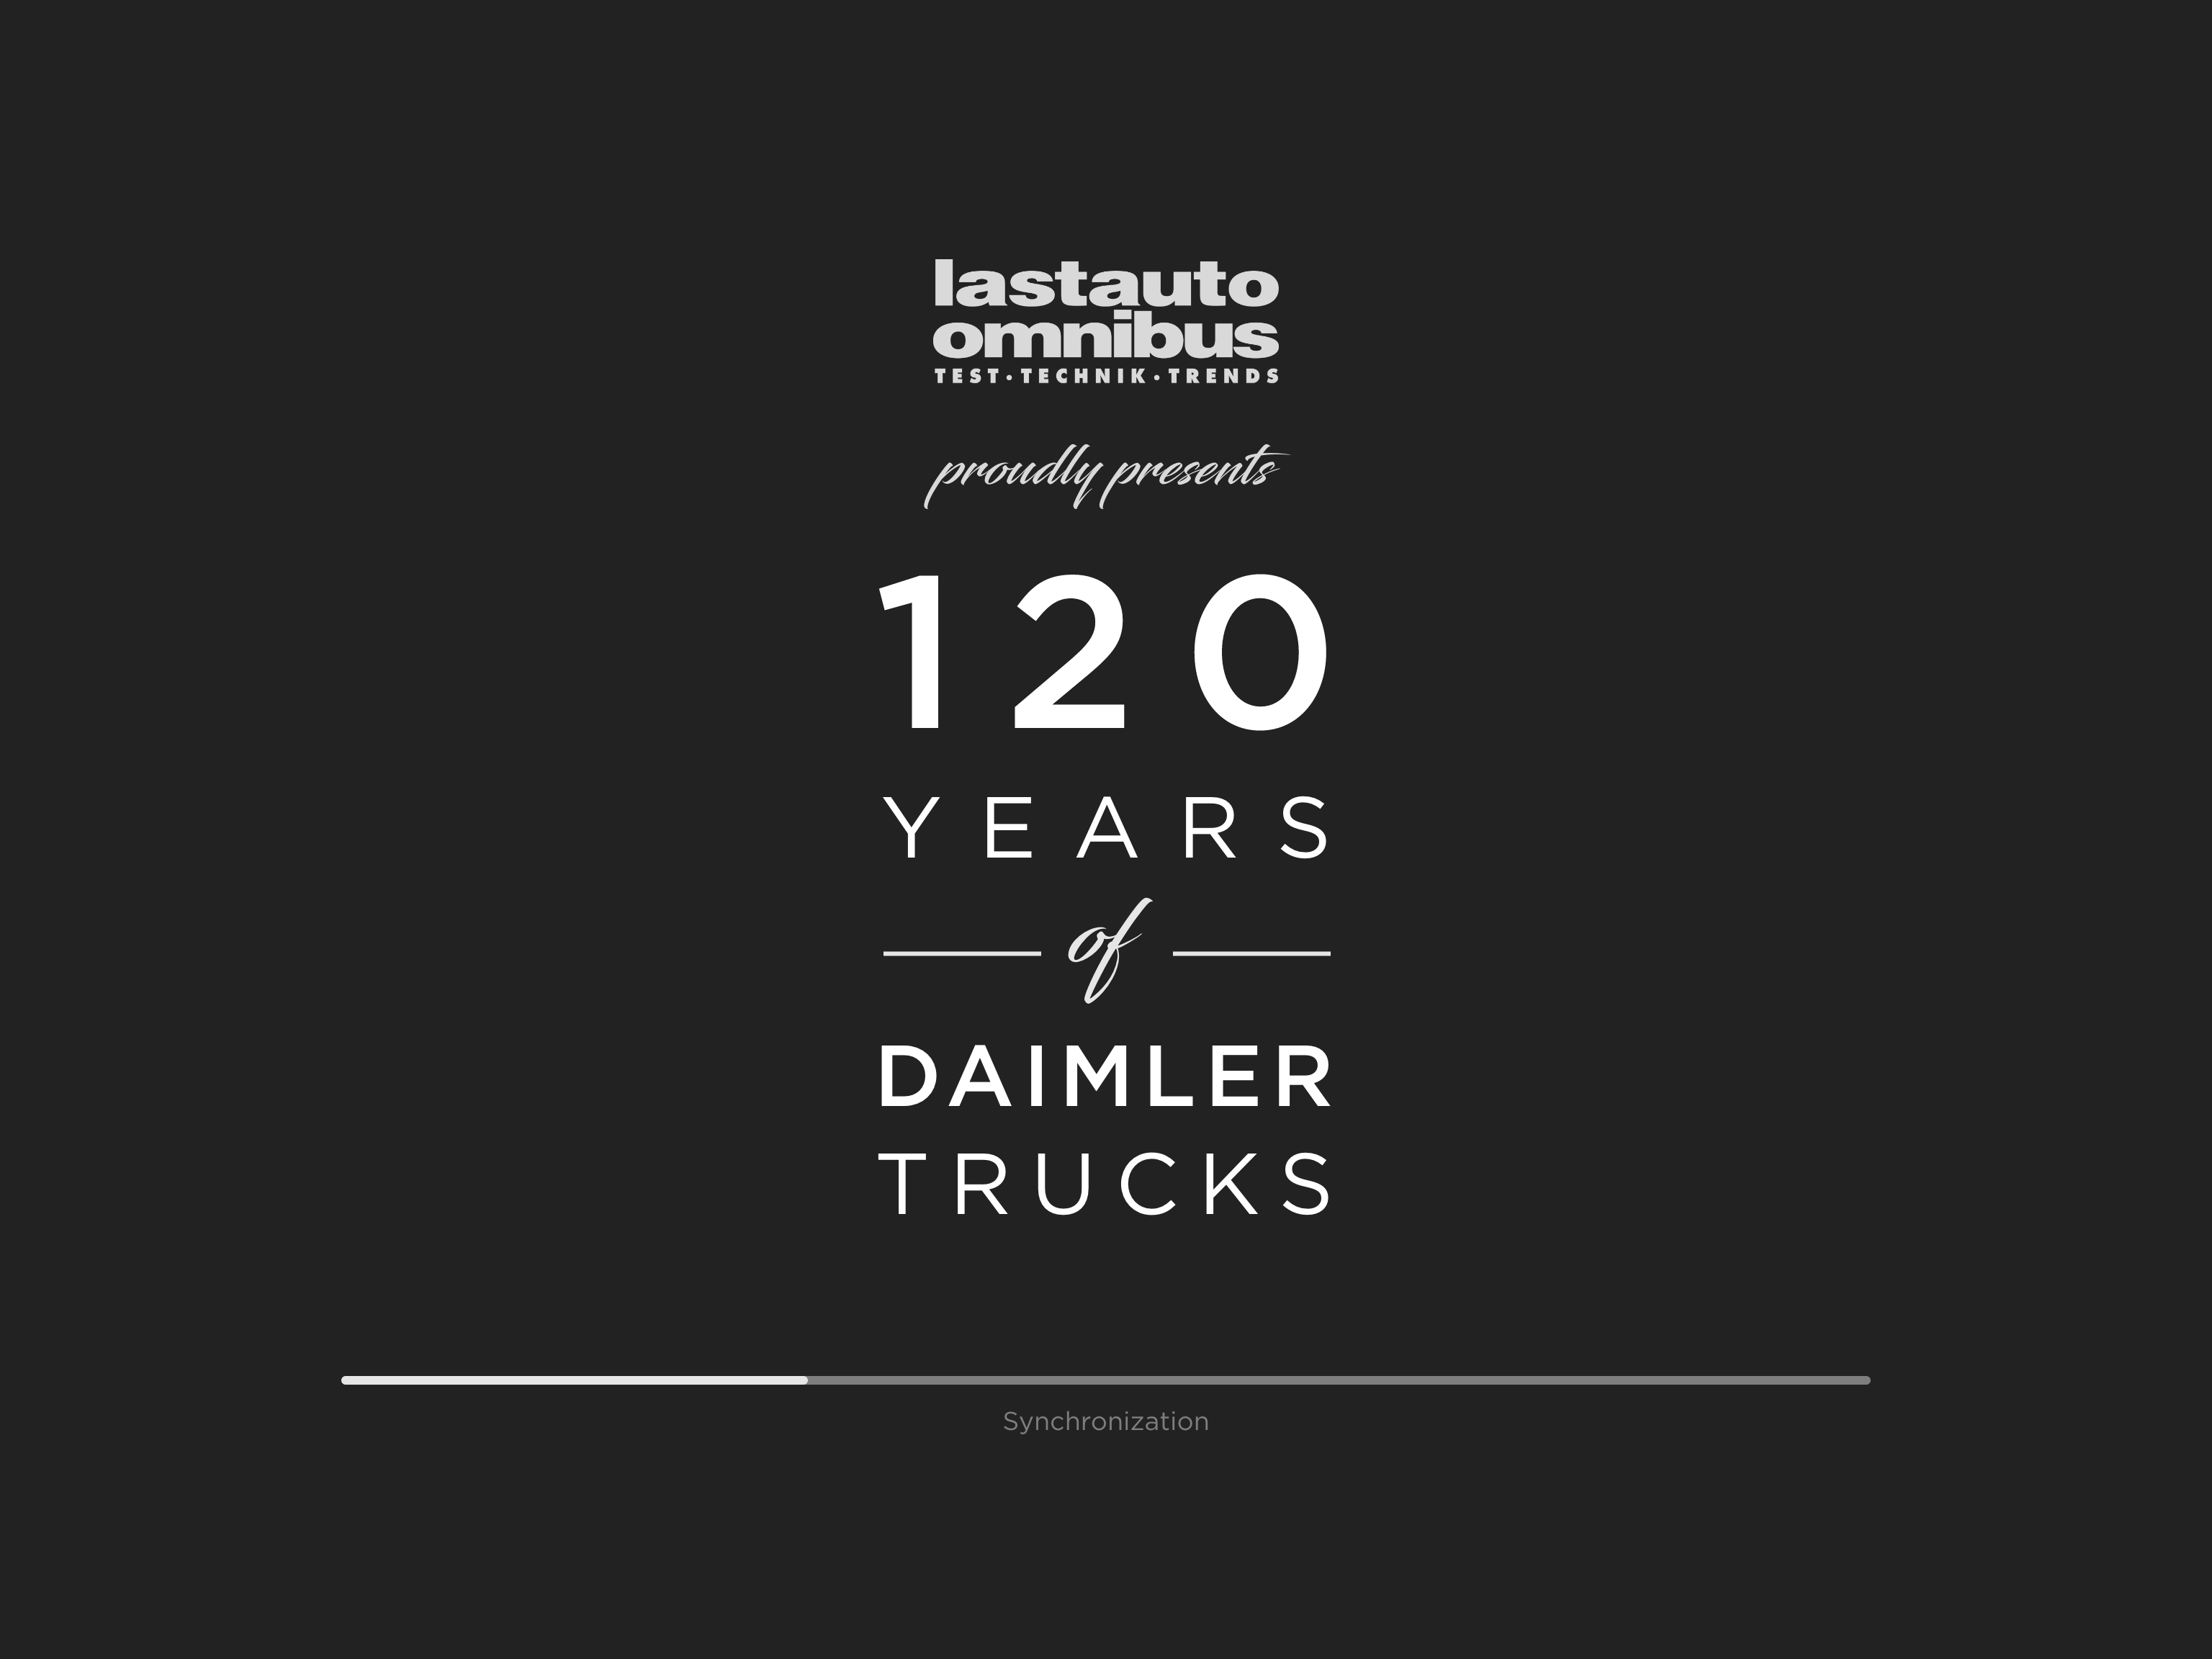 lastauto
omnibus
TEST·TECHNIK·TRENDS
proudly presents
120
YEARS
of
DAIMLER
TRUCKS
Synchronization